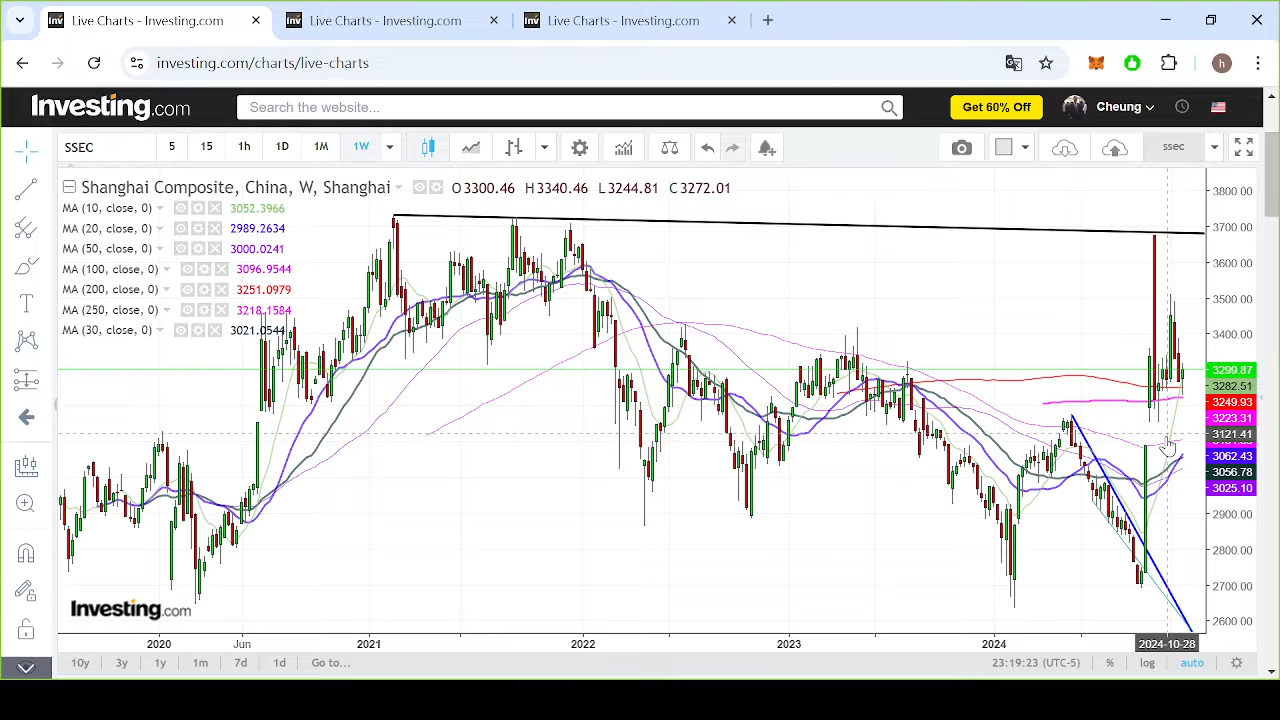 Live Charts - Investing.com
Live Charts - Investing.com
Live Charts - Investing.com
investing.com/charts/live-charts
h
Investing.com
Search the website...
Get 60% Off
Cheung
SSEC
5
15
1h
1D
1M
1W
ssec
Shanghai Composite, China, W, Shanghai
O 3300.46 H 3340.46 L 3244.81 C 3272.01
MA (10, close, 0) 3052.3966
MA (20, close, 0) 2989.2634
MA (50, close, 0) 3000.0241
MA (100, close, 0) 3096.9544
MA (200, close, 0) 3251.0979
MA (250, close, 0) 3218.1584
MA (30, close, 0) 3021.0544
3800.00
3700.00
3600.00
3500.00
3400.00
3299.87
3282.51
3249.93
3223.31
3121.41
3062.43
3056.78
3025.10
2900.00
2800.00
2700.00
2600.00
Investing.com
2020 Jun 2021 2022 2023 2024 2024-10-28
10y 3y 1y 1m 7d 1d Go to... 23:19:23 (UTC-5) % log auto